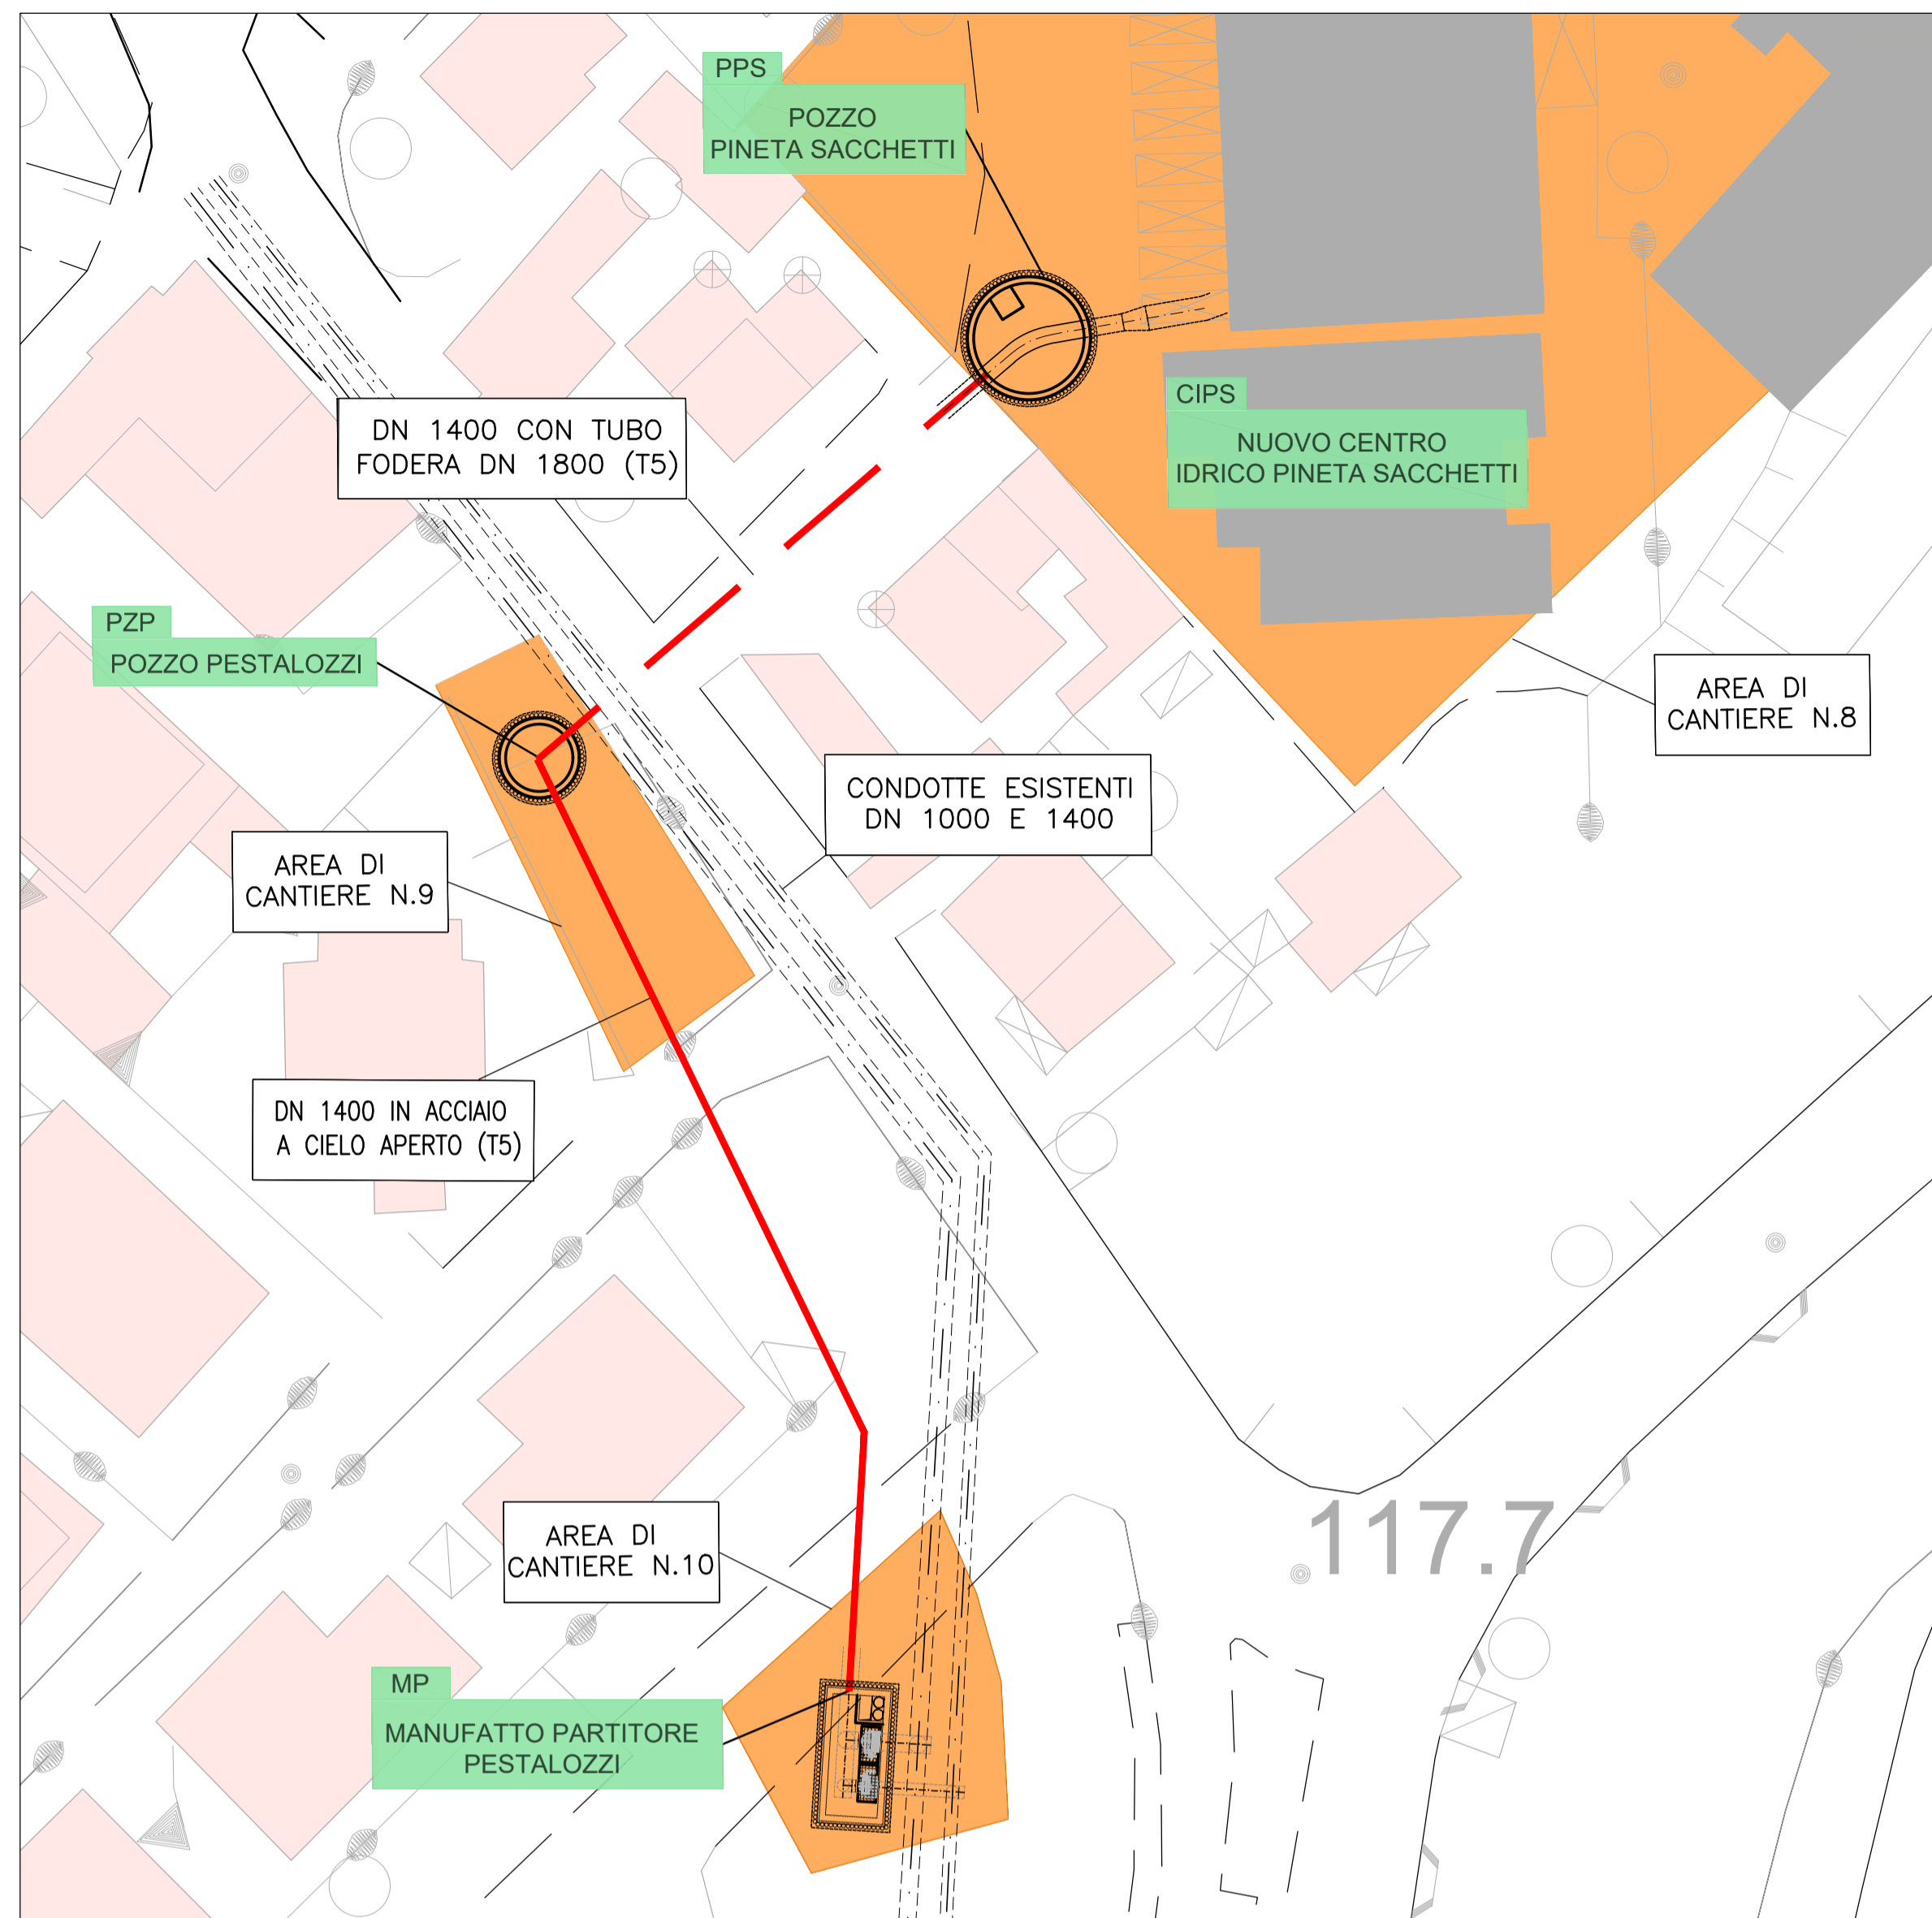 PPS
POZZO
PINETA SACCHETTI
DN 1400 CON TUBO
FODERA DN 1800 (T5)
CIPS
NUOVO CENTRO
IDRICO PINETA SACCHETTI
PZP
POZZO PESTALOZZI
AREA DI
CANTIERE N.8
CONDOTTE ESISTENTI
DN 1000 E 1400
AREA DI
CANTIERE N.9
DN 1400 IN ACCIAIO
A CIELO APERTO (T5)
117.7
AREA DI
CANTIERE N.10
MP
MANUFATTO PARTITORE
PESTALOZZI